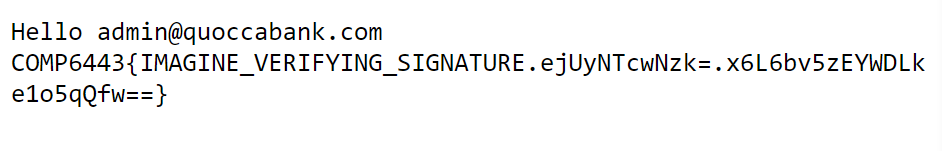 Hello admin@quoccabank.com
COMP6443{IMAGINE_VERIFYING_SIGNATURE.ejUyNTcwNzk=.x6L6bv5zEYWDLk
e1o5qQfw==}